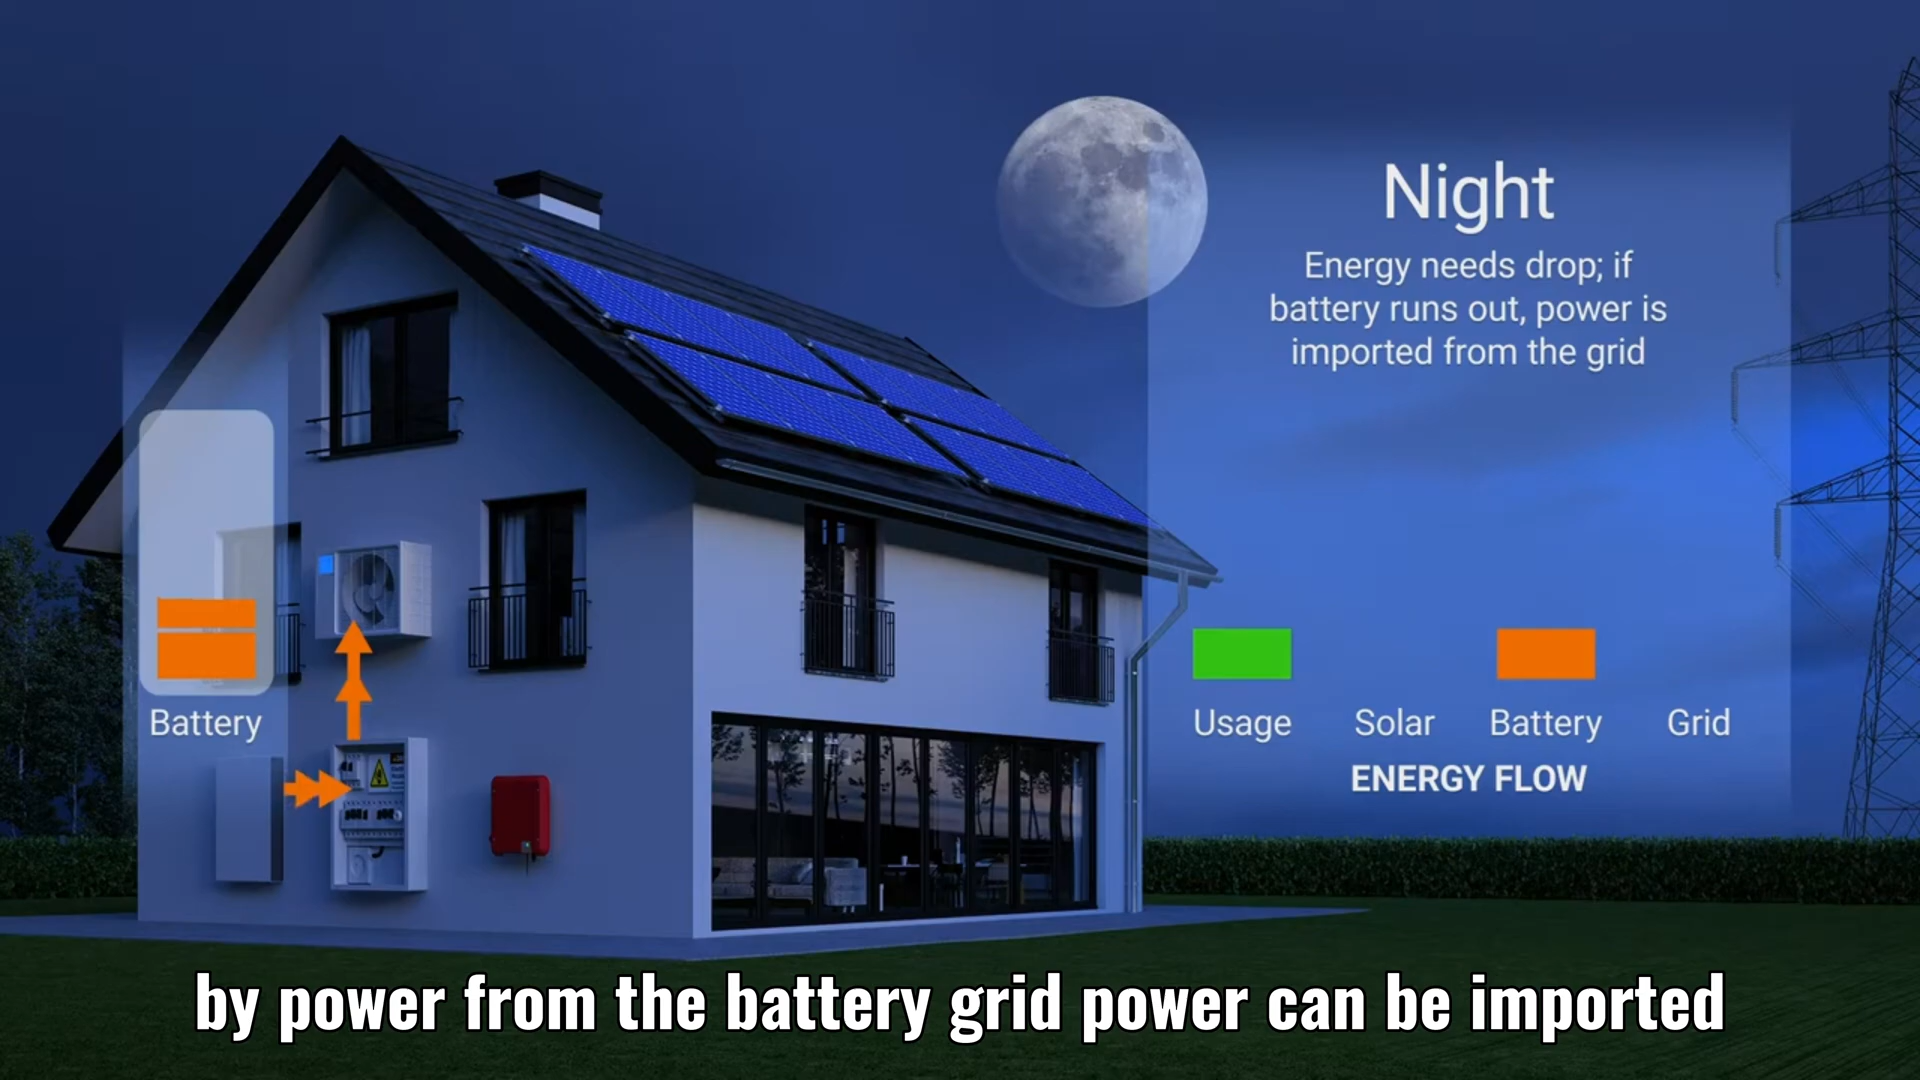 Night
Energy needs drop; if
battery runs out, power is
imported from the grid
Battery
Usage
Solar
Battery
Grid
ENERGY FLOW
by power from the battery grid power can be imported